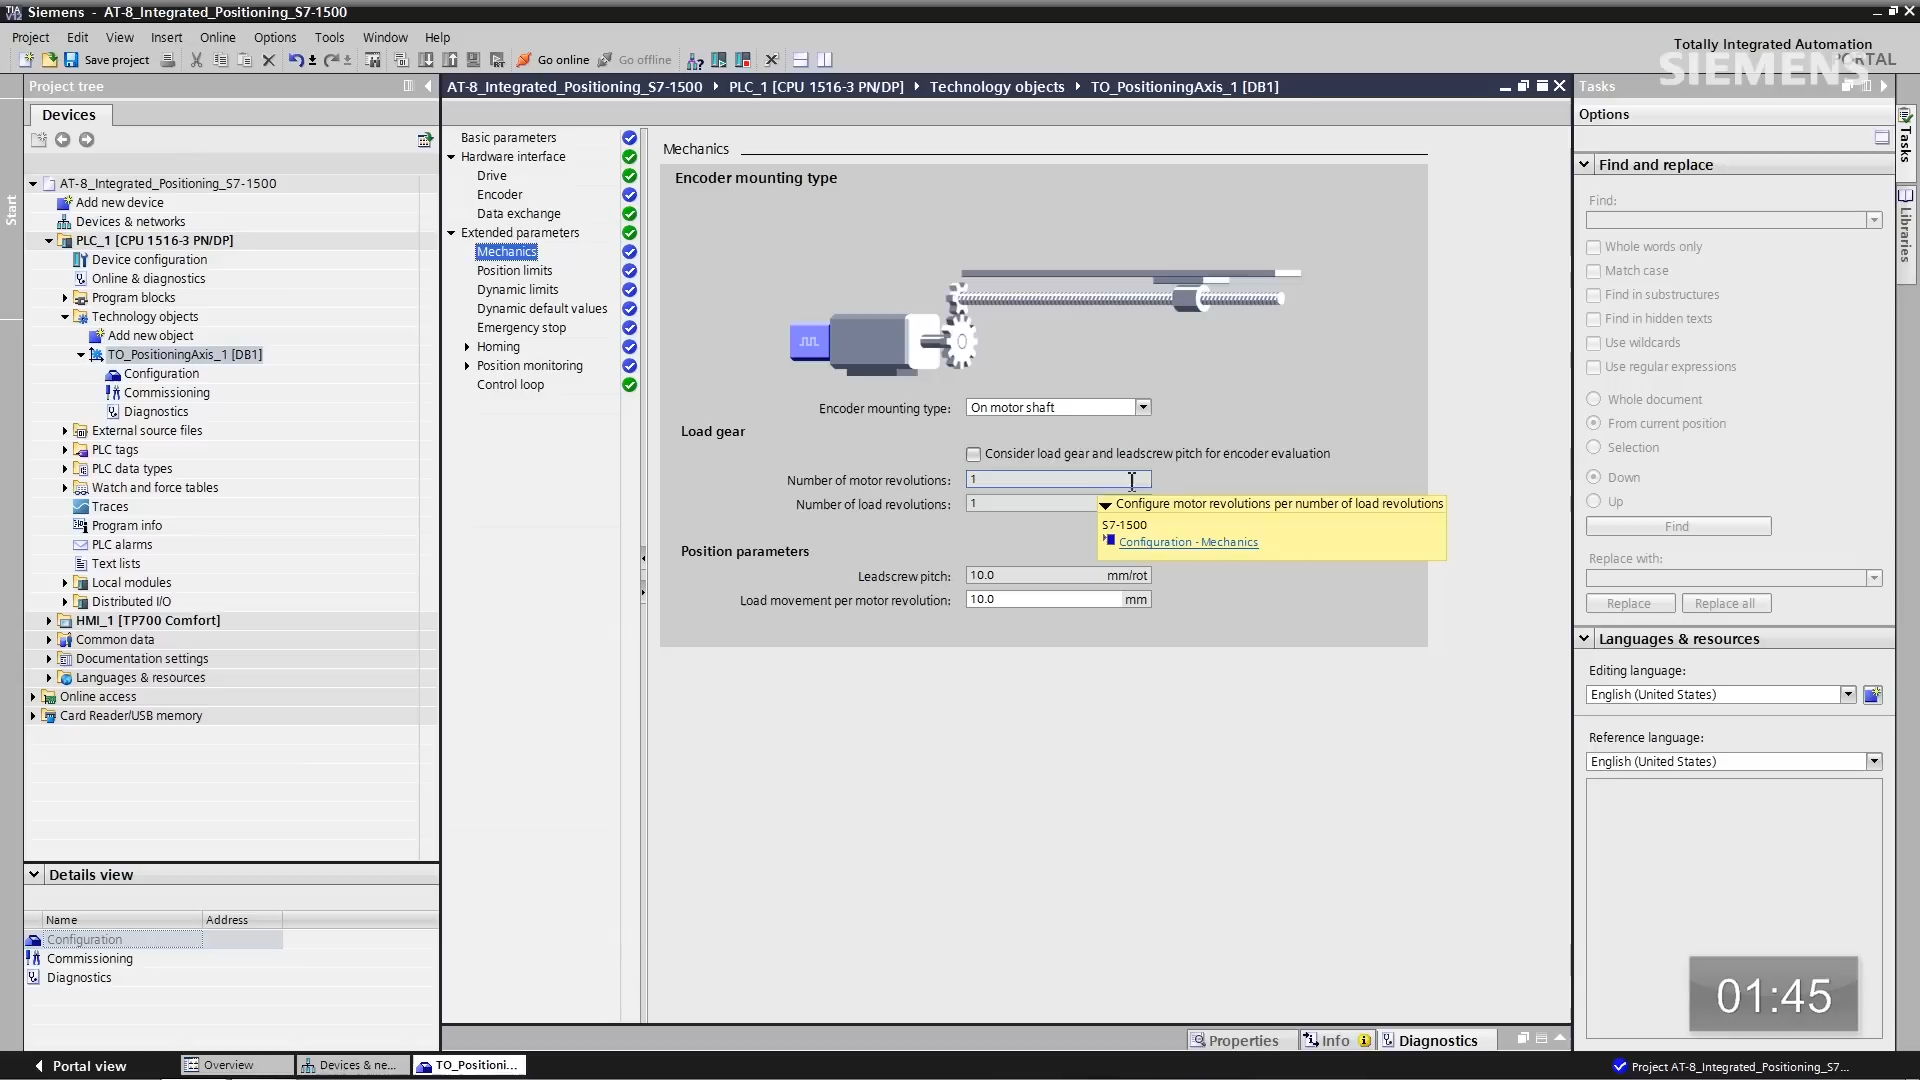 Siemens - AT-8_Integrated_Positioning_S7-1500
Project Edit View Insert Online Options Tools Window Help
Totally Integrated Automation
PORTAL
SIEMENS
Save project
Go online
Go offline
Project tree
Devices
Start
AT-8_Integrated_Positioning_S7-1500
Add new device
Devices & networks
PLC_1 [CPU 1516-3 PN/DP]
Device configuration
Online & diagnostics
Program blocks
Technology objects
Add new object
TO_PositioningAxis_1 [DB1]
Configuration
Commissioning
Diagnostics
External source files
PLC tags
PLC data types
Watch and force tables
Traces
Program info
PLC alarms
Text lists
Local modules
Distributed I/O
HMI_1 [TP700 Comfort]
Common data
Documentation settings
Languages & resources
Online access
Card Reader/USB memory
Details view
Name Address
Configuration
Commissioning
Diagnostics
AT-8_Integrated_Positioning_S7-1500 PLC_1 [CPU 1516-3 PN/DP] Technology objects TO_PositioningAxis_1 [DB1]
Basic parameters
Hardware interface
Drive
Encoder
Data exchange
Extended parameters
Mechanics
Position limits
Dynamic limits
Dynamic default values
Emergency stop
Homing
Position monitoring
Control loop
Mechanics
Encoder mounting type
Encoder mounting type: On motor shaft
Load gear
Consider load gear and leadscrew pitch for encoder evaluation
Number of motor revolutions: 1
Number of load revolutions: 1
Configure motor revolutions per number of load revolutions
S7-1500
Configuration - Mechanics
Position parameters
Leadscrew pitch: 10.0 mm/rot
Load movement per motor revolution: 10.0 mm
Properties Info Diagnostics
Tasks
Options
Find and replace
Find:
Whole words only
Match case
Find in substructures
Find in hidden texts
Use wildcards
Use regular expressions
Whole document
From current position
Selection
Down
Up
Find
Replace with:
Replace Replace all
Languages & resources
Editing language:
English (United States)
Reference language:
English (United States)
Tasks
Libraries
01:45
Portal view Overview Devices & ne... TO_Positioni... Project AT-8_Integrated_Positioning_S7...